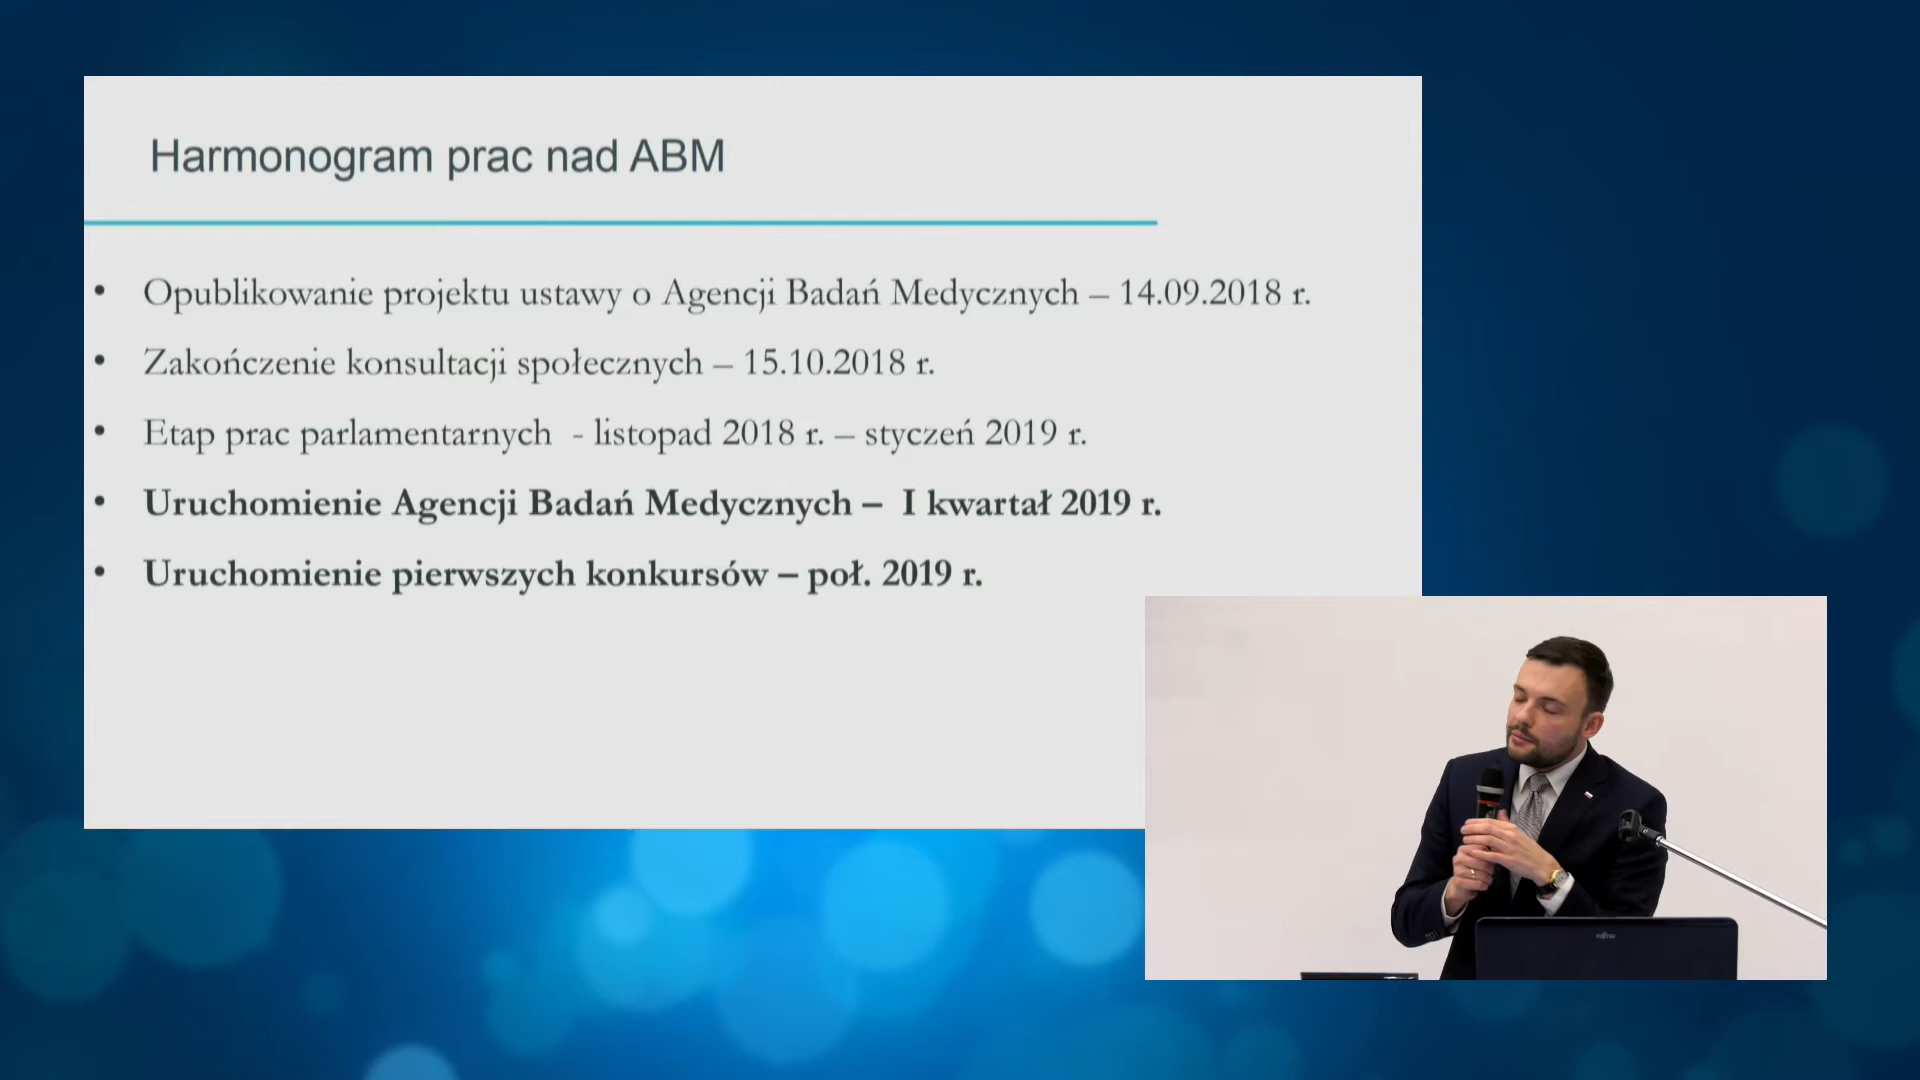 Harmonogram prac nad ABM
• Opublikowanie projektu ustawy o Agencji Badań Medycznych – 14.09.2018 r.
• Zakończenie konsultacji społecznych – 15.10.2018 r.
• Etap prac parlamentarnych  - listopad 2018 r. – styczeń 2019 r.
• Uruchomienie Agencji Badań Medycznych –  I kwartał 2019 r.
• Uruchomienie pierwszych konkursów – poł. 2019 r.
FUJITSU